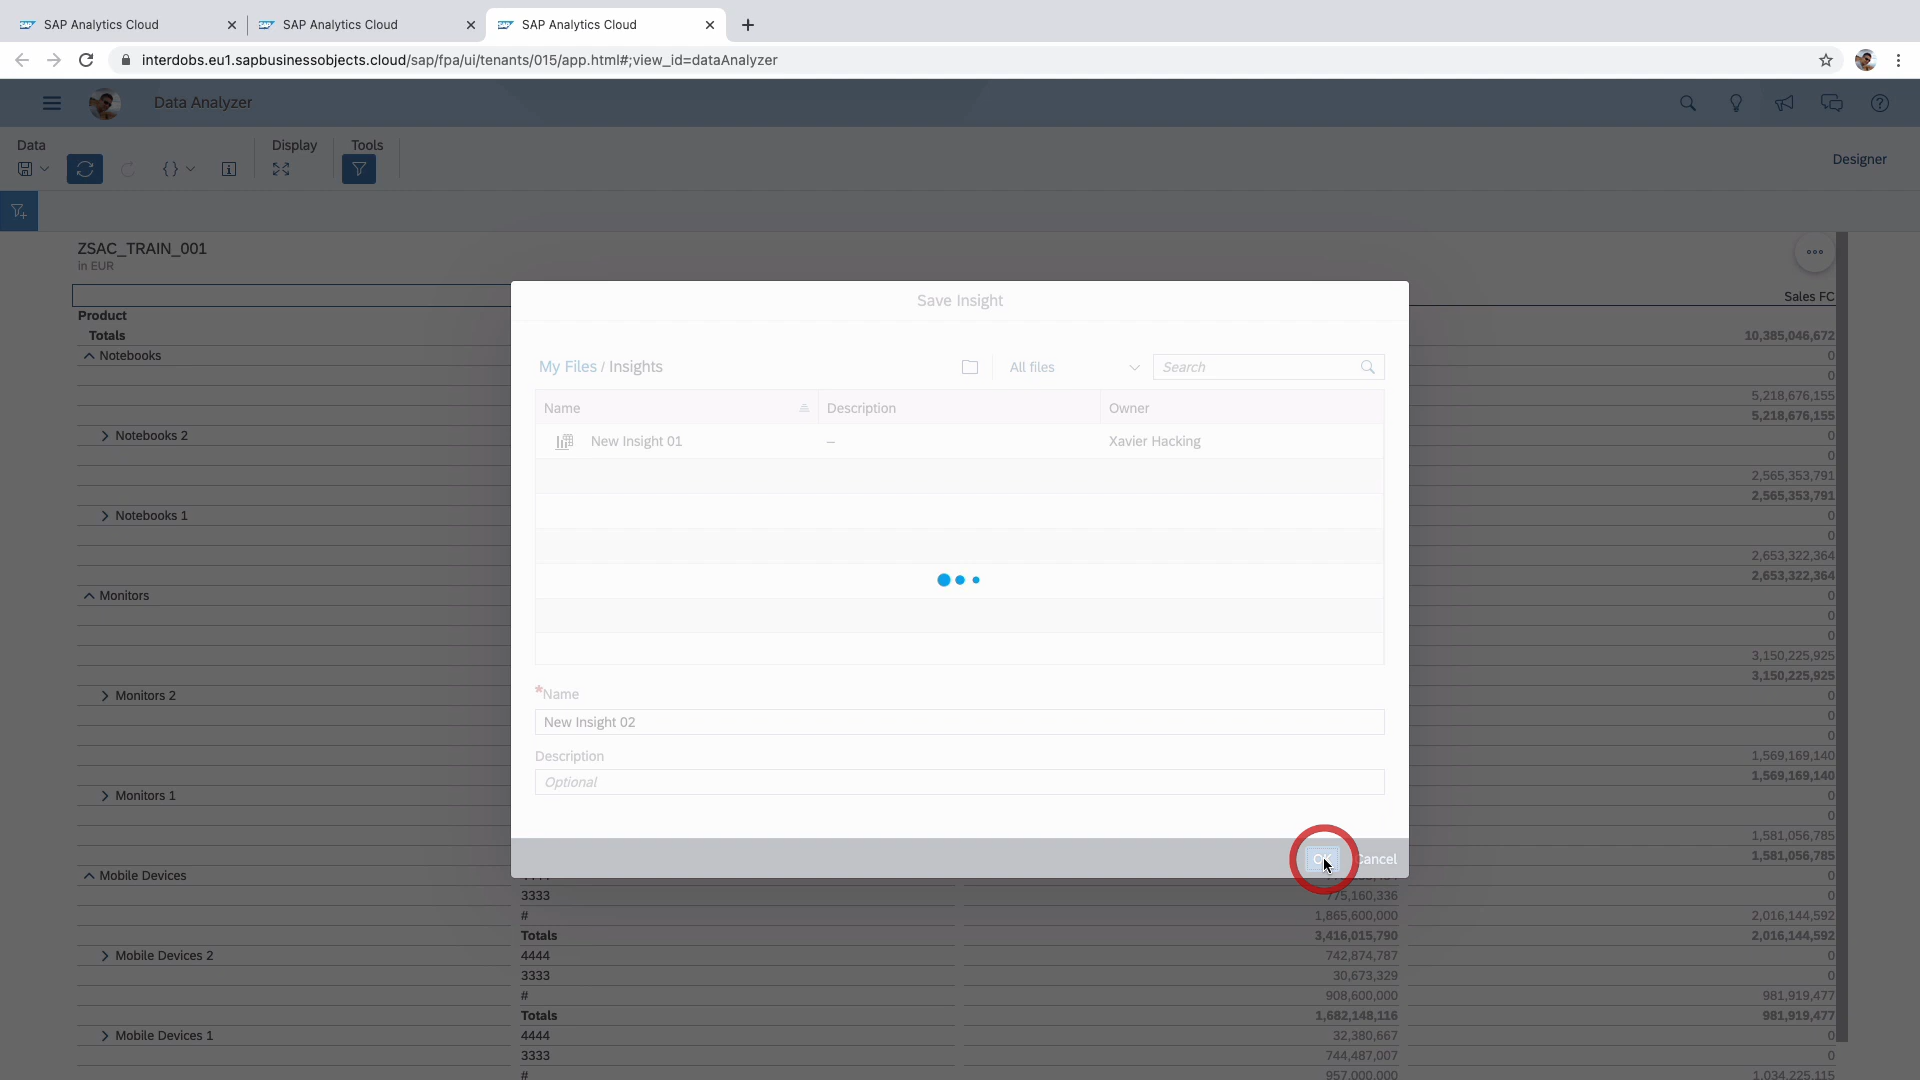 SAP Analytics Cloud
SAP Analytics Cloud
SAP Analytics Cloud
interdobs.eu1.sapbusinessobjects.cloud/sap/fpa/ui/tenants/015/app.html#;view_id=dataAnalyzer
Data Analyzer
Data
Display
Tools
Designer
ZSAC_TRAIN_001
in EUR
Sales FC
Product
Totals 10,385,046,672
Notebooks 0
0
5,218,676,155
5,218,676,155
Notebooks 2 0
0
2,565,353,791
2,565,353,791
Notebooks 1 0
0
2,653,322,364
2,653,322,364
Monitors 0
0
0
3,150,225,925
3,150,225,925
Monitors 2 0
0
0
1,569,169,140
1,569,169,140
Monitors 1 0
0
1,581,056,785
1,581,056,785
Save Insight
My Files / Insights
All files
Search
Name Description Owner
New Insight 01 – Xavier Hacking
*Name
New Insight 02
Description
Optional
OK Cancel
Mobile Devices 0
3333 775,160,336 0
# 1,865,600,000 2,016,144,592
Totals 3,416,015,790 2,016,144,592
Mobile Devices 2 4444 742,874,787 0
3333 30,673,329 0
# 908,600,000 981,919,477
Totals 1,682,148,116 981,919,477
Mobile Devices 1 4444 32,380,667 0
3333 744,487,007 0
# 957,000,000 1,034,225,115